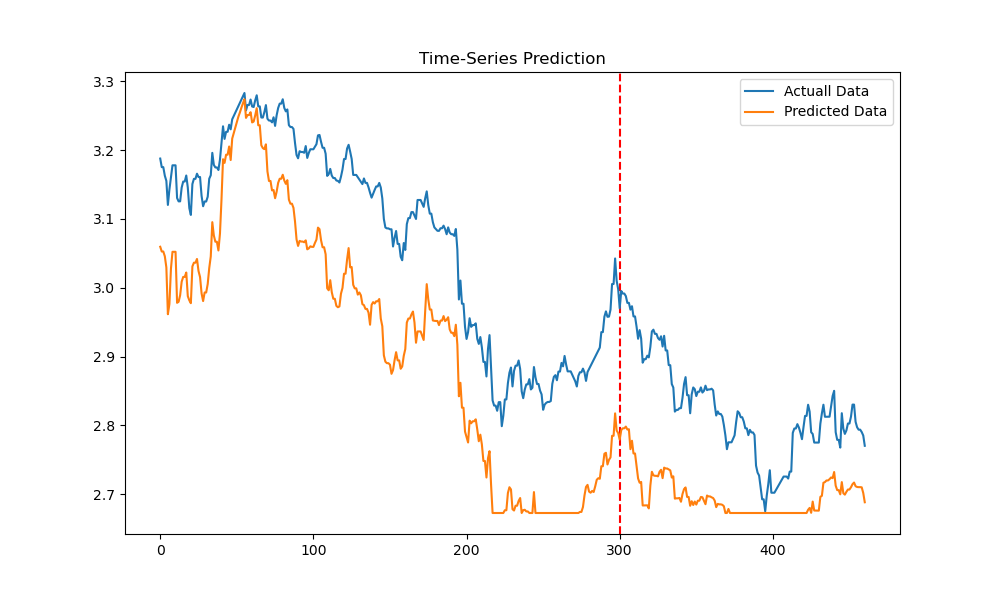 Time-Series Prediction
Actuall Data
Predicted Data
3.3
3.2
3.1
3.0
2.9
2.8
2.7
0 100 200 300 400